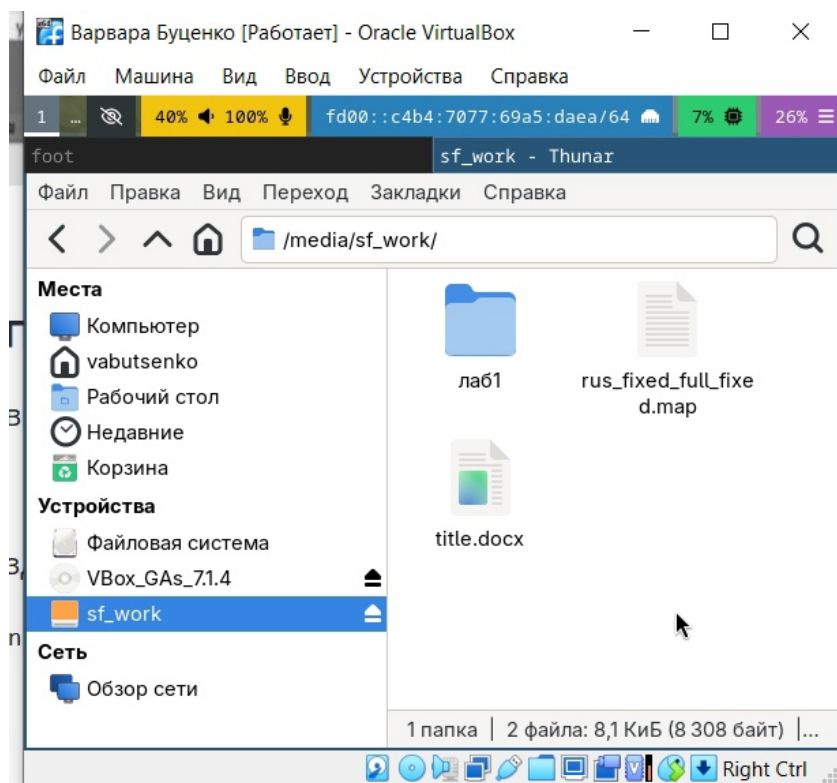 Варвара Буценко [Работает] - Oracle VirtualBox
Файл Машина Вид Ввод Устройства Справка
1 … 40% 100% fd00::c4b4:7077:69a5:daea/64 7% 26%
foot sf_work - Thunar
Файл Правка Вид Переход Закладки Справка
/media/sf_work/
Места
Компьютер
vabutsenko
Рабочий стол
Недавние
Корзина
Устройства
Файловая система
VBox_GAs_7.1.4
sf_work
Сеть
Обзор сети
лаб1
rus_fixed_full_fixe
d.map
title.docx
1 папка | 2 файла: 8,1 КиБ (8 308 байт) |...
Right Ctrl